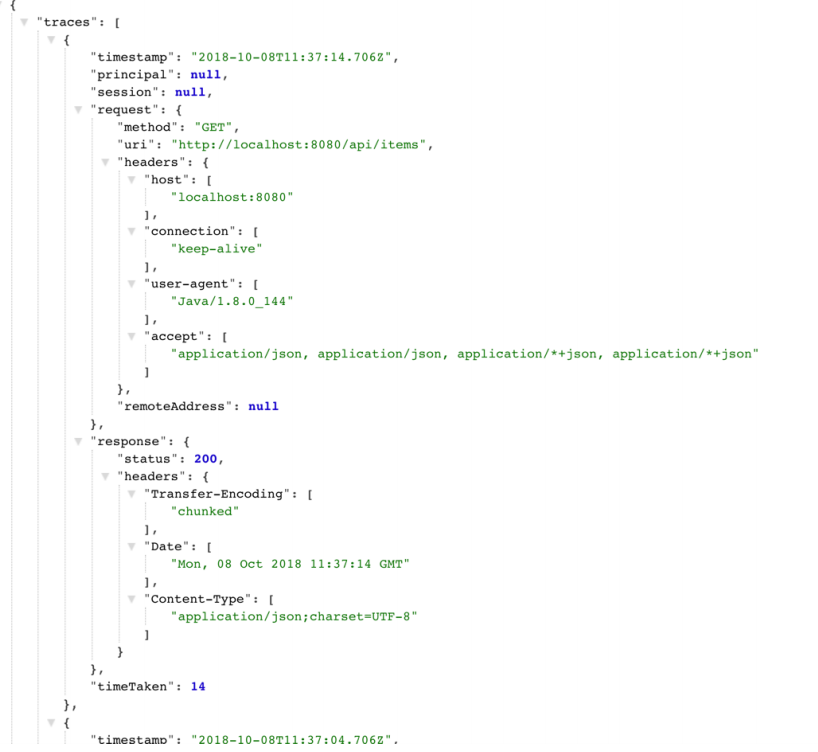 {
"traces": [
{
"timestamp": "2018-10-08T11:37:14.706Z",
"principal": null,
"session": null,
"request": {
"method": "GET",
"uri": "http://localhost:8080/api/items",
"headers": {
"host": [
"localhost:8080"
],
"connection": [
"keep-alive"
],
"user-agent": [
"Java/1.8.0_144"
],
"accept": [
"application/json, application/json, application/*+json, application/*+json"
]
},
"remoteAddress": null
},
"response": {
"status": 200,
"headers": {
"Transfer-Encoding": [
"chunked"
],
"Date": [
"Mon, 08 Oct 2018 11:37:14 GMT"
],
"Content-Type": [
"application/json;charset=UTF-8"
]
}
},
"timeTaken": 14
},
{
"timestamp": "2018-10-08T11:37:04.706Z",